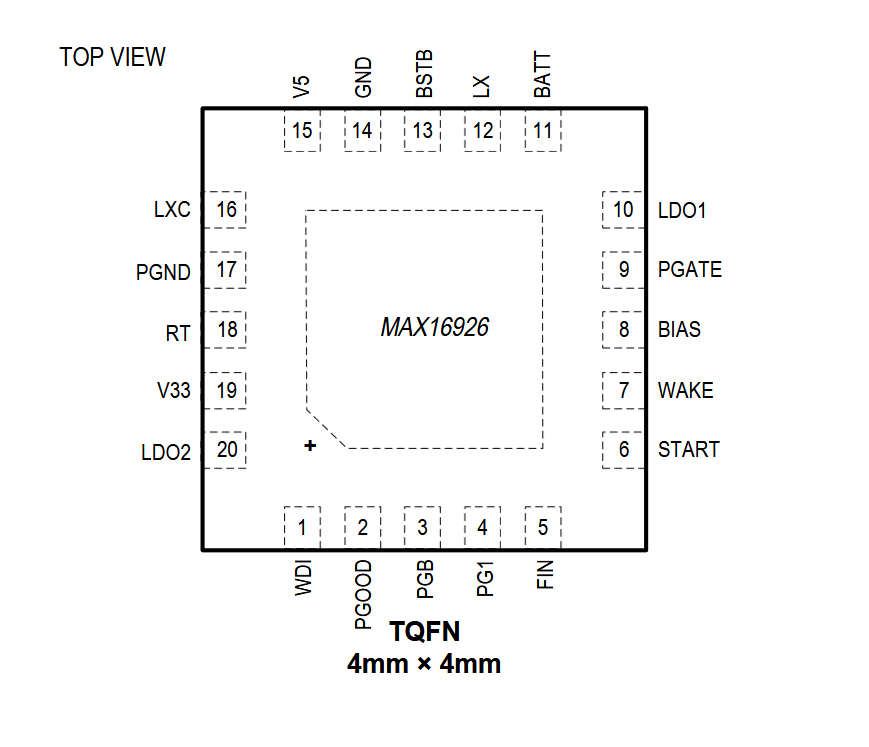 TOP VIEW
V5
GND
BSTB
LX
BATT
15
14
13
12
11
LXC 16
10 LDO1
PGND 17
9 PGATE
RT 18
MAX16926
8 BIAS
V33 19
7 WAKE
LDO2 20
+
6 START
1
2
3
4
5
WDI
PGOOD
PGB
PG1
FIN
TQFN
4mm × 4mm